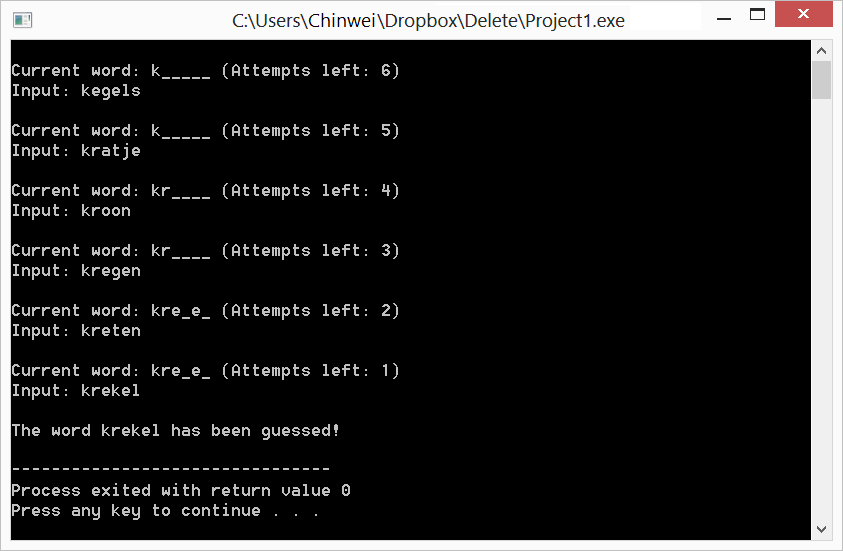 C:\Users\Chinwei\Dropbox\Delete\Project1.exe
Current word: k_____ (Attempts left: 6)
Input: kegels
Current word: k_____ (Attempts left: 5)
Input: kratje
Current word: kr____ (Attempts left: 4)
Input: kroon
Current word: kr____ (Attempts left: 3)
Input: kregen
Current word: kre_e_ (Attempts left: 2)
Input: kreten
Current word: kre_e_ (Attempts left: 1)
Input: krekel
The word krekel has been guessed!
--------------------------------
Process exited with return value 0
Press any key to continue . . .